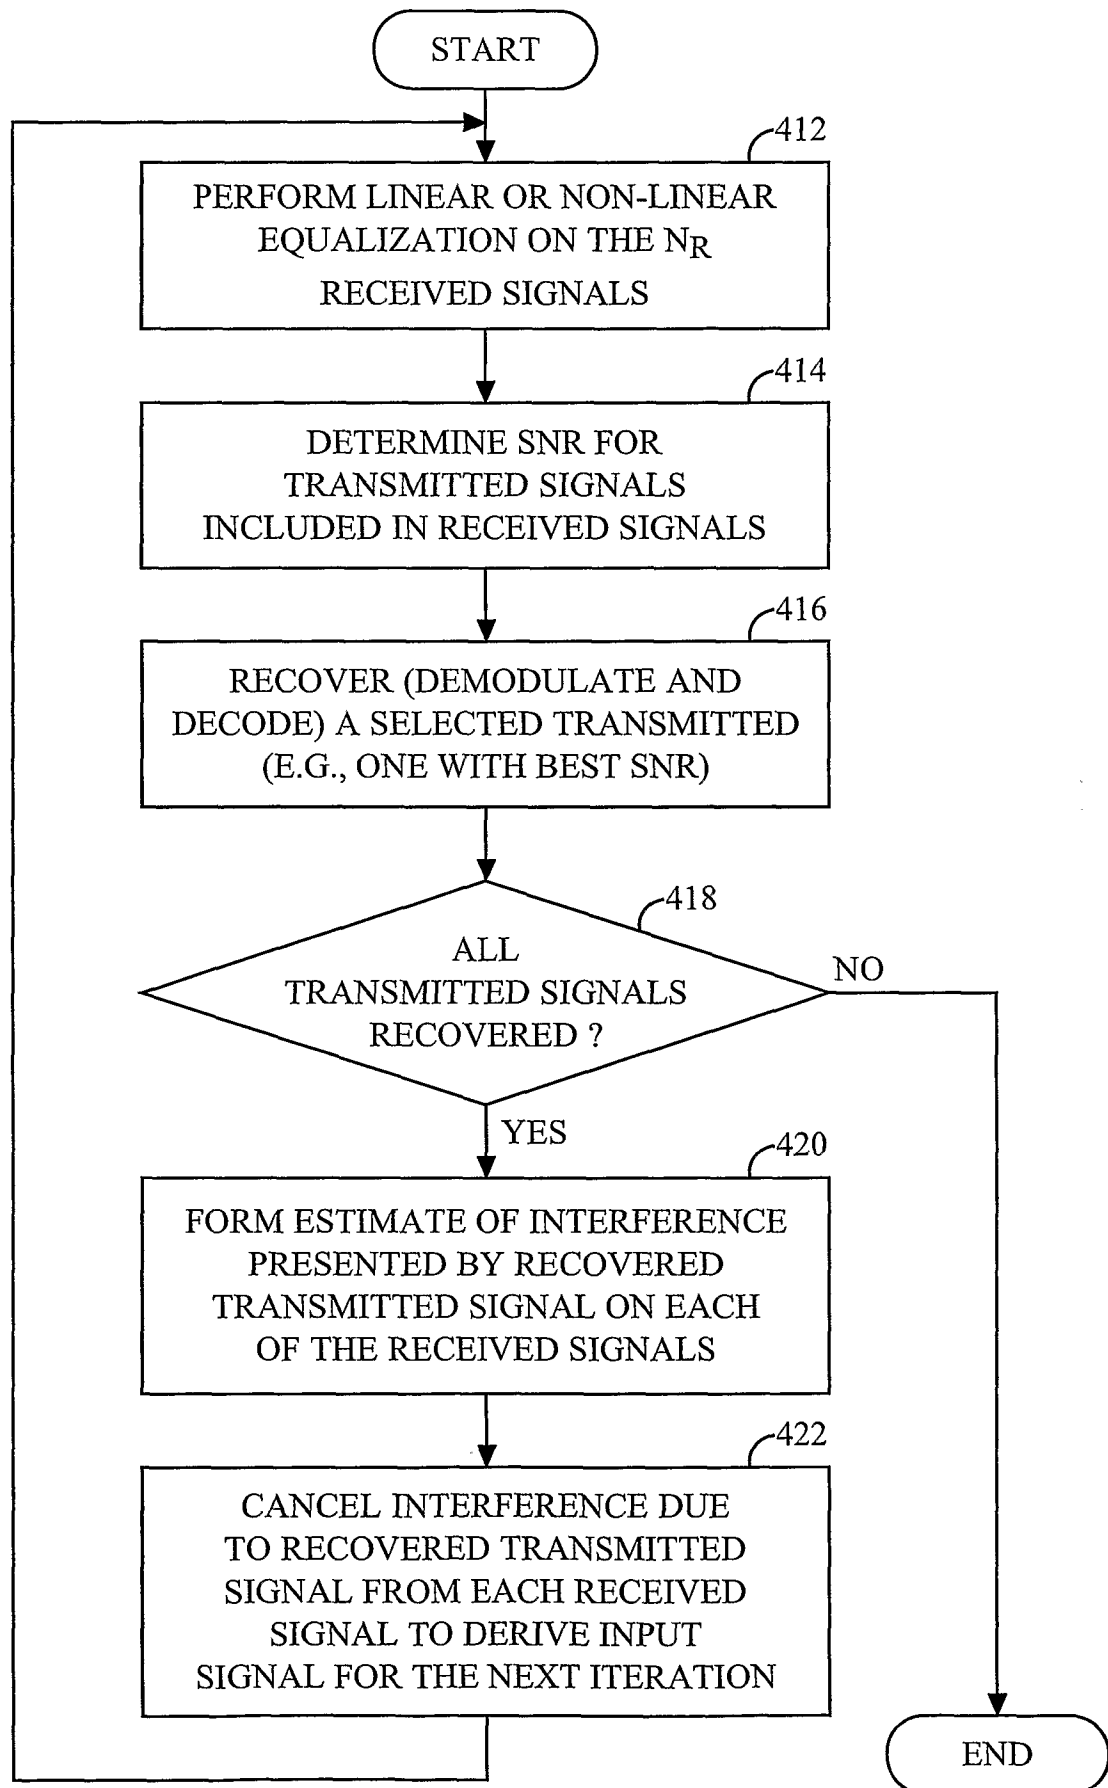 START
412
PERFORM LINEAR OR NON-LINEAR
EQUALIZATION ON THE NR
RECEIVED SIGNALS
414
DETERMINE SNR FOR
TRANSMITTED SIGNALS
INCLUDED IN RECEIVED SIGNALS
416
RECOVER (DEMODULATE AND
DECODE) A SELECTED TRANSMITTED
(E.G., ONE WITH BEST SNR)
418
ALL
TRANSMITTED SIGNALS
RECOVERED ?
NO
YES
420
FORM ESTIMATE OF INTERFERENCE
PRESENTED BY RECOVERED
TRANSMITTED SIGNAL ON EACH
OF THE RECEIVED SIGNALS
422
CANCEL INTERFERENCE DUE
TO RECOVERED TRANSMITTED
SIGNAL FROM EACH RECEIVED
SIGNAL TO DERIVE INPUT
SIGNAL FOR THE NEXT ITERATION
END